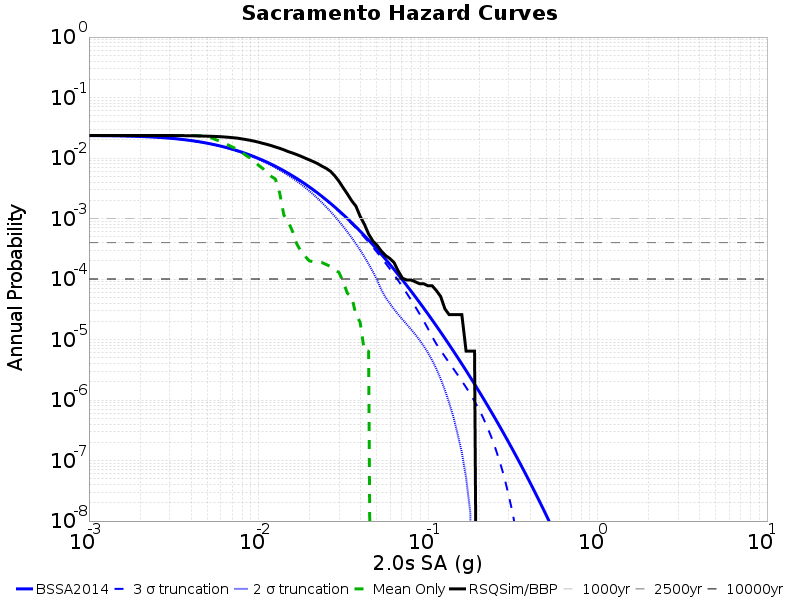 Sacramento Hazard Curves
10^0
10^-1
10^-2
10^-3
10^-4
10^-5
10^-6
10^-7
10^-8
Annual Probability
10^-3 10^-2 10^-1 10^0 10^1
2.0s SA (g)
BSSA2014 3 σ truncation 2 σ truncation Mean Only RSQSim/BBP 1000yr 2500yr 10000yr